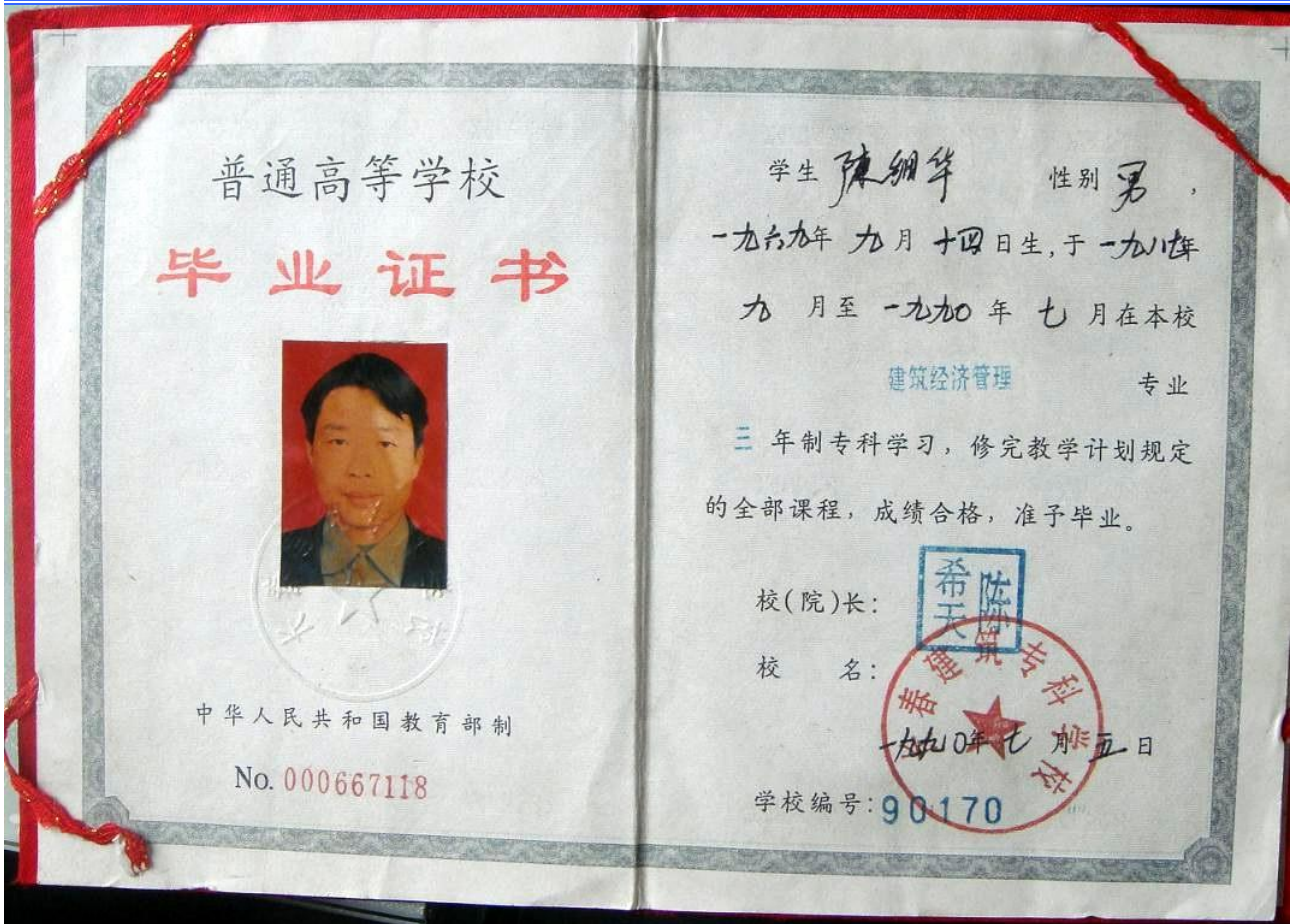 普通高等学校
毕业证书
中华人民共和国教育部制
No. 000667118
学生 陳細华 性别 男,
一九六九年 九月 十四日生,于 一九八七年
九 月至 一九九〇 年 七 月在本校
建筑经济管理 专业
三 年制专科学习,修完教学计划规定
的全部课程,成绩合格,准予毕业。
校(院)长: 陈希天
校 名: 长春建筑专科学校
一九九〇年七月五日
学校编号:90170